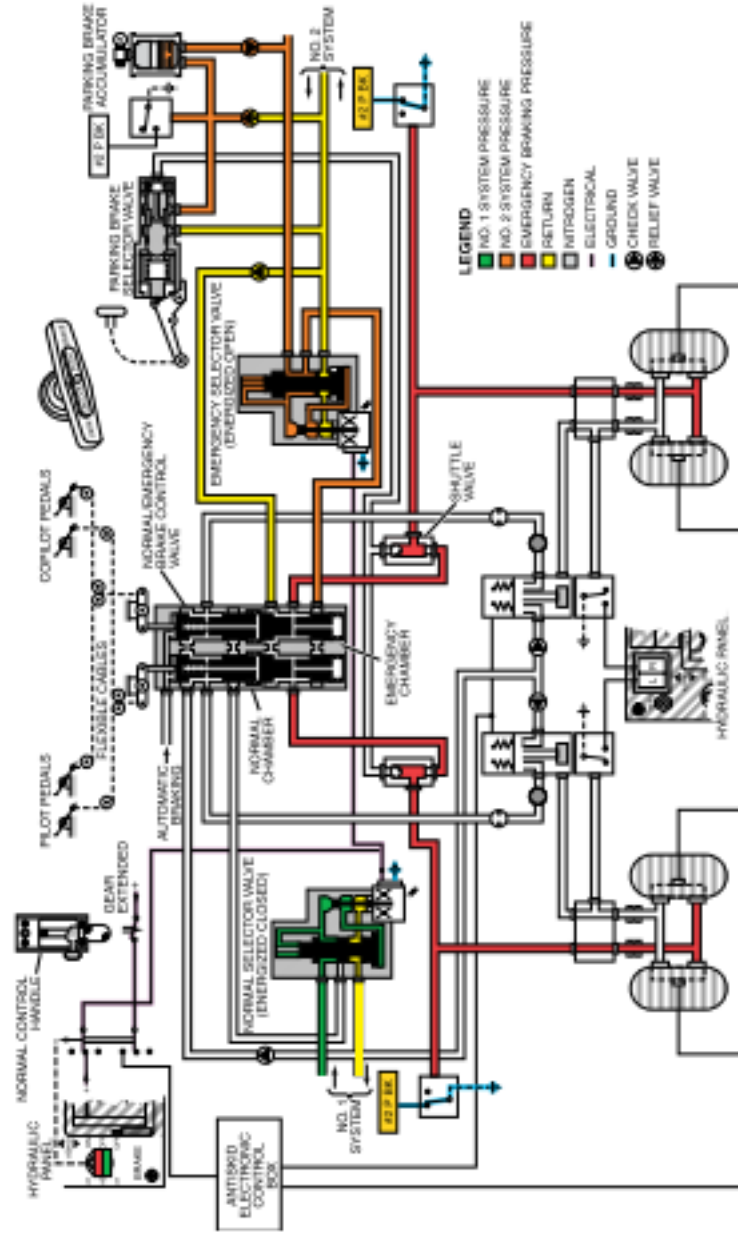 NORMAL CONTROL
HANDLE
HYDRAULIC
PANEL
BRAKE
GEAR
EXTENDED
PILOT PEDALS
COPILOT PEDALS
FLEXIBLE CABLES
AUTOMATIC
BRAKING
NORMAL/EMERGENCY
BRAKE CONTROL
VALVE
PARKING BRAKE
SELECTOR VALVE
#2 P BK
PARKING BRAKE
ACCUMULATOR
NO. 2
SYSTEM
EMERGENCY SELECTOR VALVE
(ENERGIZED OPEN)
NORMAL
CHAMBER
EMERGENCY
CHAMBER
NORMAL SELECTOR VALVE
(ENERGIZED CLOSED)
NO. 1
SYSTEM
ANTISKID
ELECTRONIC
CONTROL
BOX
#2 P BK
SHUTTLE
VALVE
#2 P BK
L
HYDRAULIC PANEL
LEGEND
NO. 1 SYSTEM PRESSURE
NO. 2 SYSTEM PRESSURE
EMERGENCY BRAKING PRESSURE
RETURN
NITROGEN
ELECTRICAL
GROUND
CHECK VALVE
RELIEF VALVE